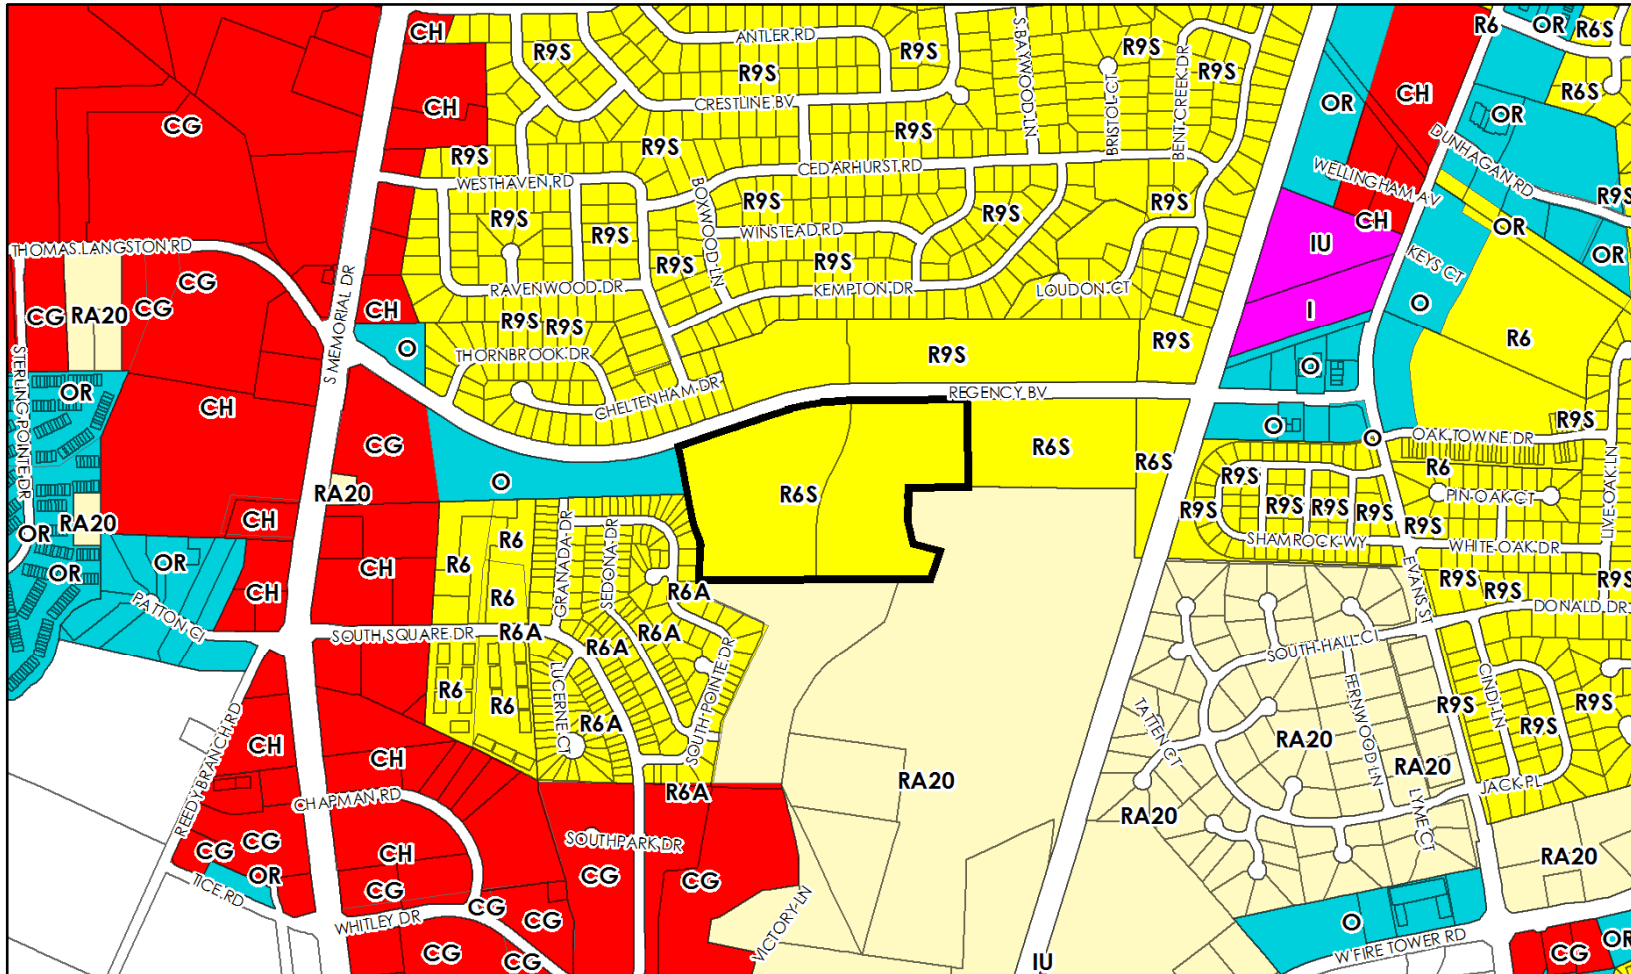 CH
ANTLER RD
R9S
R9S
R9S
S BAYWOOD LN
R9S
R6
OR
R6S
R9S
R9S
CRESTLINE BV
BRISTOL CT
BENT CREEK DR
OR
CH
R6S
CH
CG
OR
R9S
R9S
R9S
CEDARHURST RD
DUNHAGAN RD
WESTHAVEN RD
BOXWOOD LN
R9S
R9S
WELLINGHAM AV
R9S
R9S
R9S
R9S
CH
OR
THOMAS LANGSTON RD
WINSTEAD RD
IU
OR
CG
R9S
R9S
KEYS CT
RAVENWOOD DR
KEMPTON DR
LOUDON CT
CG
RA20
CG
S MEMORIAL DR
CH
R9S
R9S
I
O
STERLING POINTE DR
O
THORNBROOK DR
R9S
R9S
R6
O
OR
CHELTENHAM DR
REGENCY BV
CH
CG
O
R9S
R6S
O
OAK TOWNE DR
R6S
R9S
R6
RA20
O
R6S
PIN OAK CT
LIVE OAK LN
RA20
CH
R9S
R9S
R9S
R9S
R9S
OR
GRANADA DR
SEDONA DR
R6
R6
SHAMROCK WY
WHITE OAK DR
OR
OR
CH
CH
R6
R6A
EVANS ST
R9S
R9S
R9S
PATTON CI
DONALD DR
SOUTH SQUARE DR
R6A
R6A
R6A
SOUTH HALL CI
SOUTH POINTE DR
LUCERNE CT
R6
R6
R6A
FERNWOOD LN
CINDI LN
R9S
R9S
R9S
TATTEN CT
REEDY BRANCH RD
CH
CH
RA20
RA20
RA20
R6A
RA20
LYME CT
JACK PL
CHAPMAN RD
CG
CG
CH
SOUTHPARK DR
RA20
OR
CG
CG
CG
TICE RD
WHITLEY DR
CG
CG
VICTORY LN
O
CG
CG
IU
W FIRE TOWER RD
CG
OR